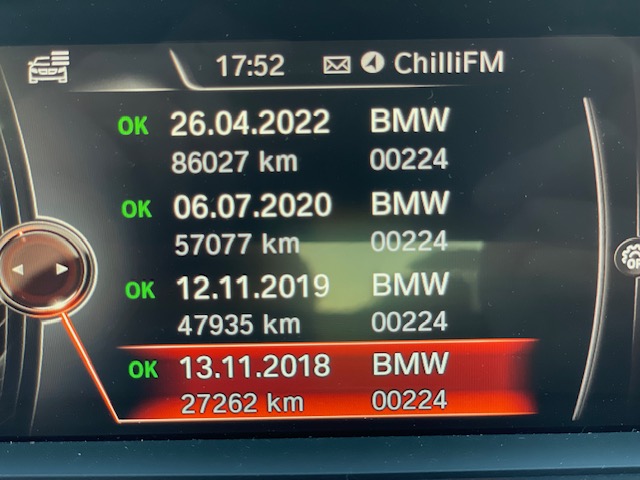 17:52 ChilliFM
OK 26.04.2022 BMW
86027 km 00224
OK 06.07.2020 BMW
57077 km 00224
OK 12.11.2019 BMW
47935 km 00224
OK 13.11.2018 BMW
27262 km 00224